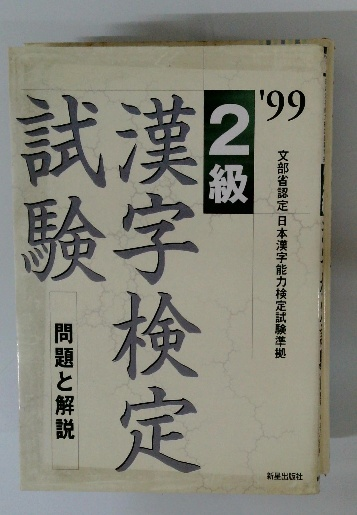 '99
2級
文部省認定 日本漢字能力検定試験準拠
漢字検定
試験
問題と解説
新星出版社